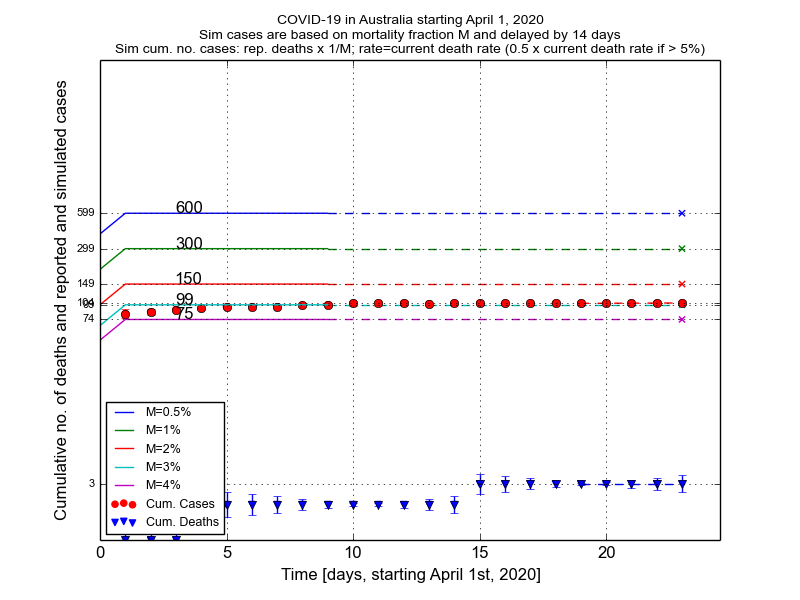 COVID-19 in Australia starting April 1, 2020
Sim cases are based on mortality fraction M and delayed by 14 days
Sim cum. no. cases: rep. deaths x 1/M; rate=current death rate (0.5 x current death rate if > 5%)
Cumulative no. of deaths and reported and simulated cases
599
299
149
104
74
3
600
300
150
99
75
M=0.5%
M=1%
M=2%
M=3%
M=4%
Cum. Cases
Cum. Deaths
0 5 10 15 20
Time [days, starting April 1st, 2020]